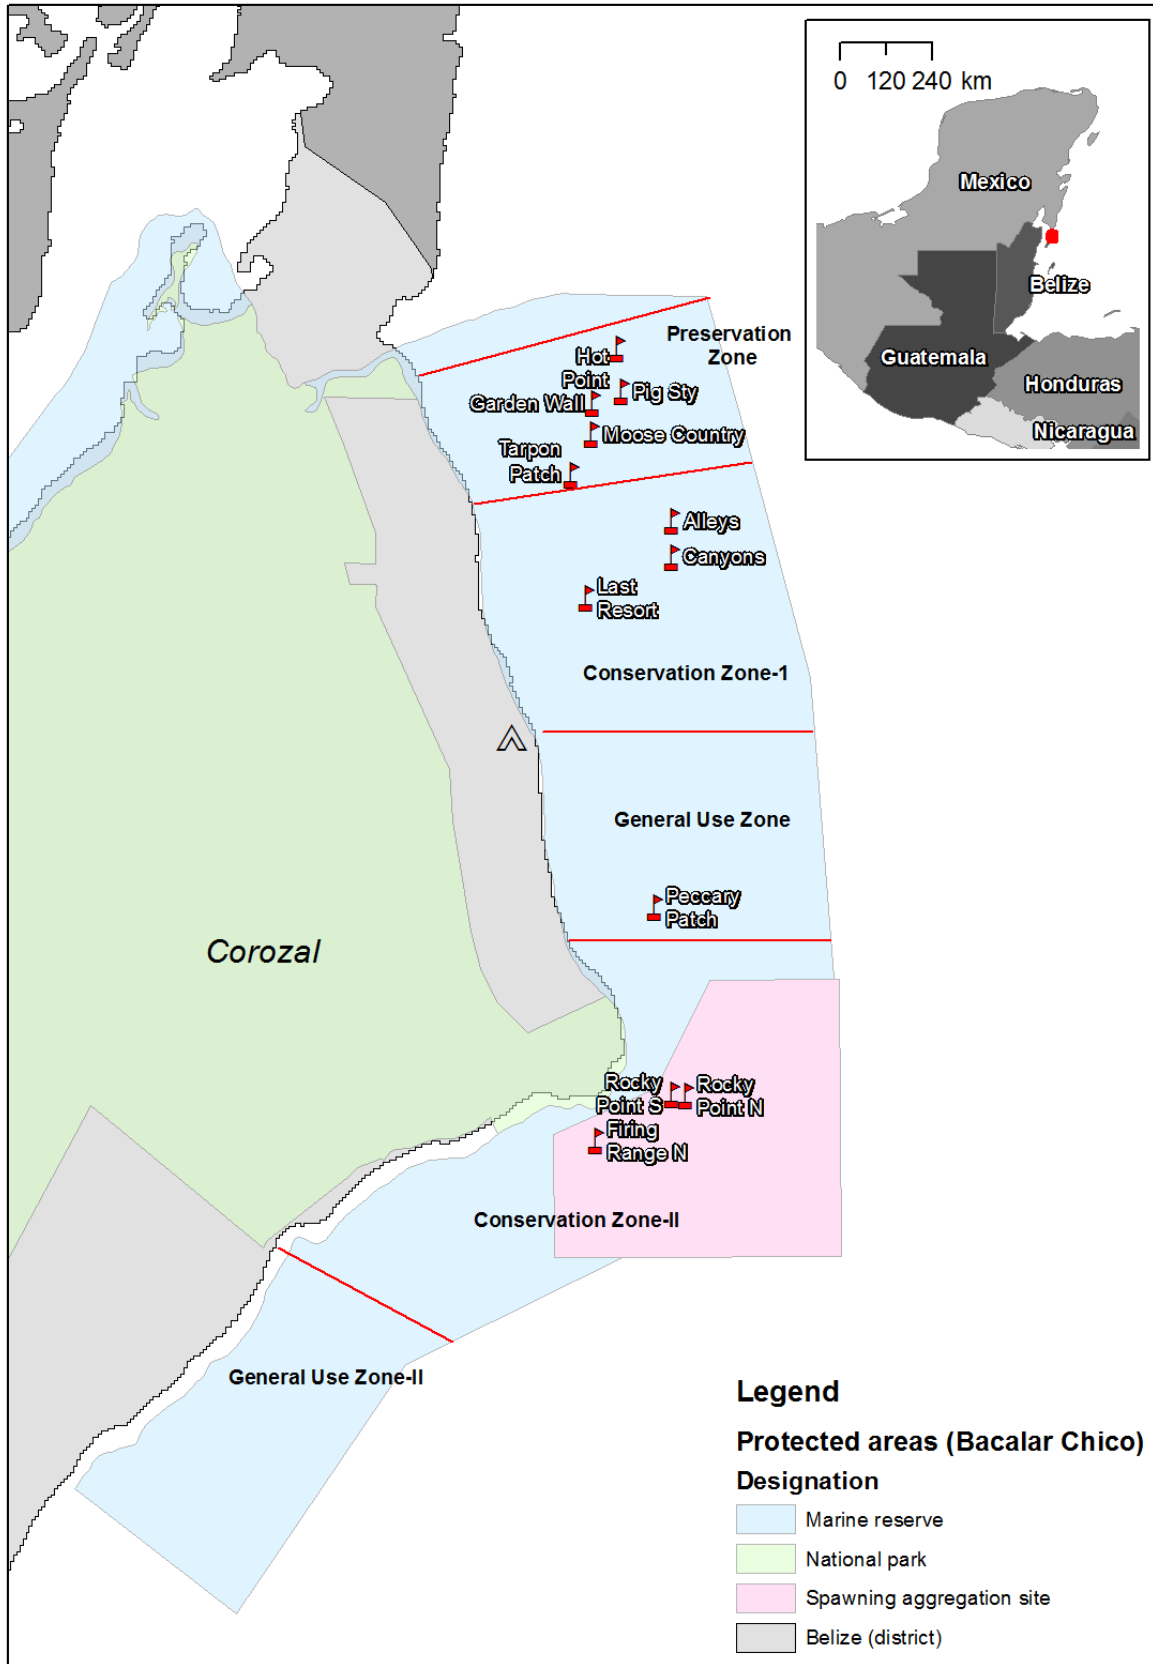 0 120 240 km
Mexico
Belize
Guatemala
Honduras
Nicaragua
Preservation
Zone
Hot
Point
Pig Sty
Garden Wall
Moose Country
Tarpon
Patch
Alleys
Canyons
Last
Resort
Conservation Zone-1
General Use Zone
Peccary
Patch
Corozal
Rocky
Point S
Rocky
Point N
Firing
Range N
Conservation Zone-II
General Use Zone-II
Legend
Protected areas (Bacalar Chico)
Designation
Marine reserve
National park
Spawning aggregation site
Belize (district)